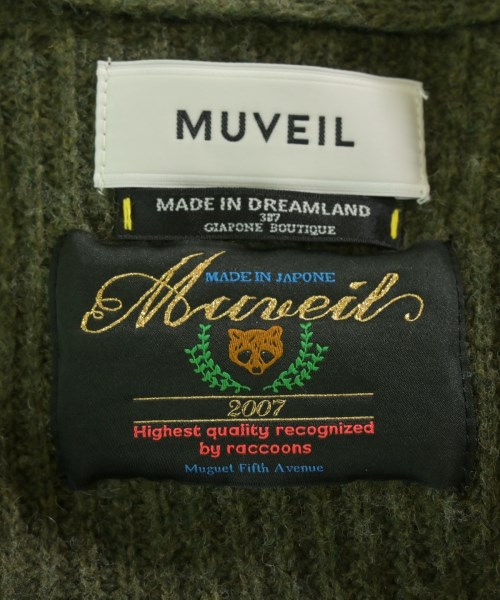 MUVEIL
MADE IN DREAMLAND
387
GIAPONE BOUTIQUE
MADE IN JAPONE
Muveil
2007
Highest quality recognized
by raccoons
Muguet Fifth Avenue